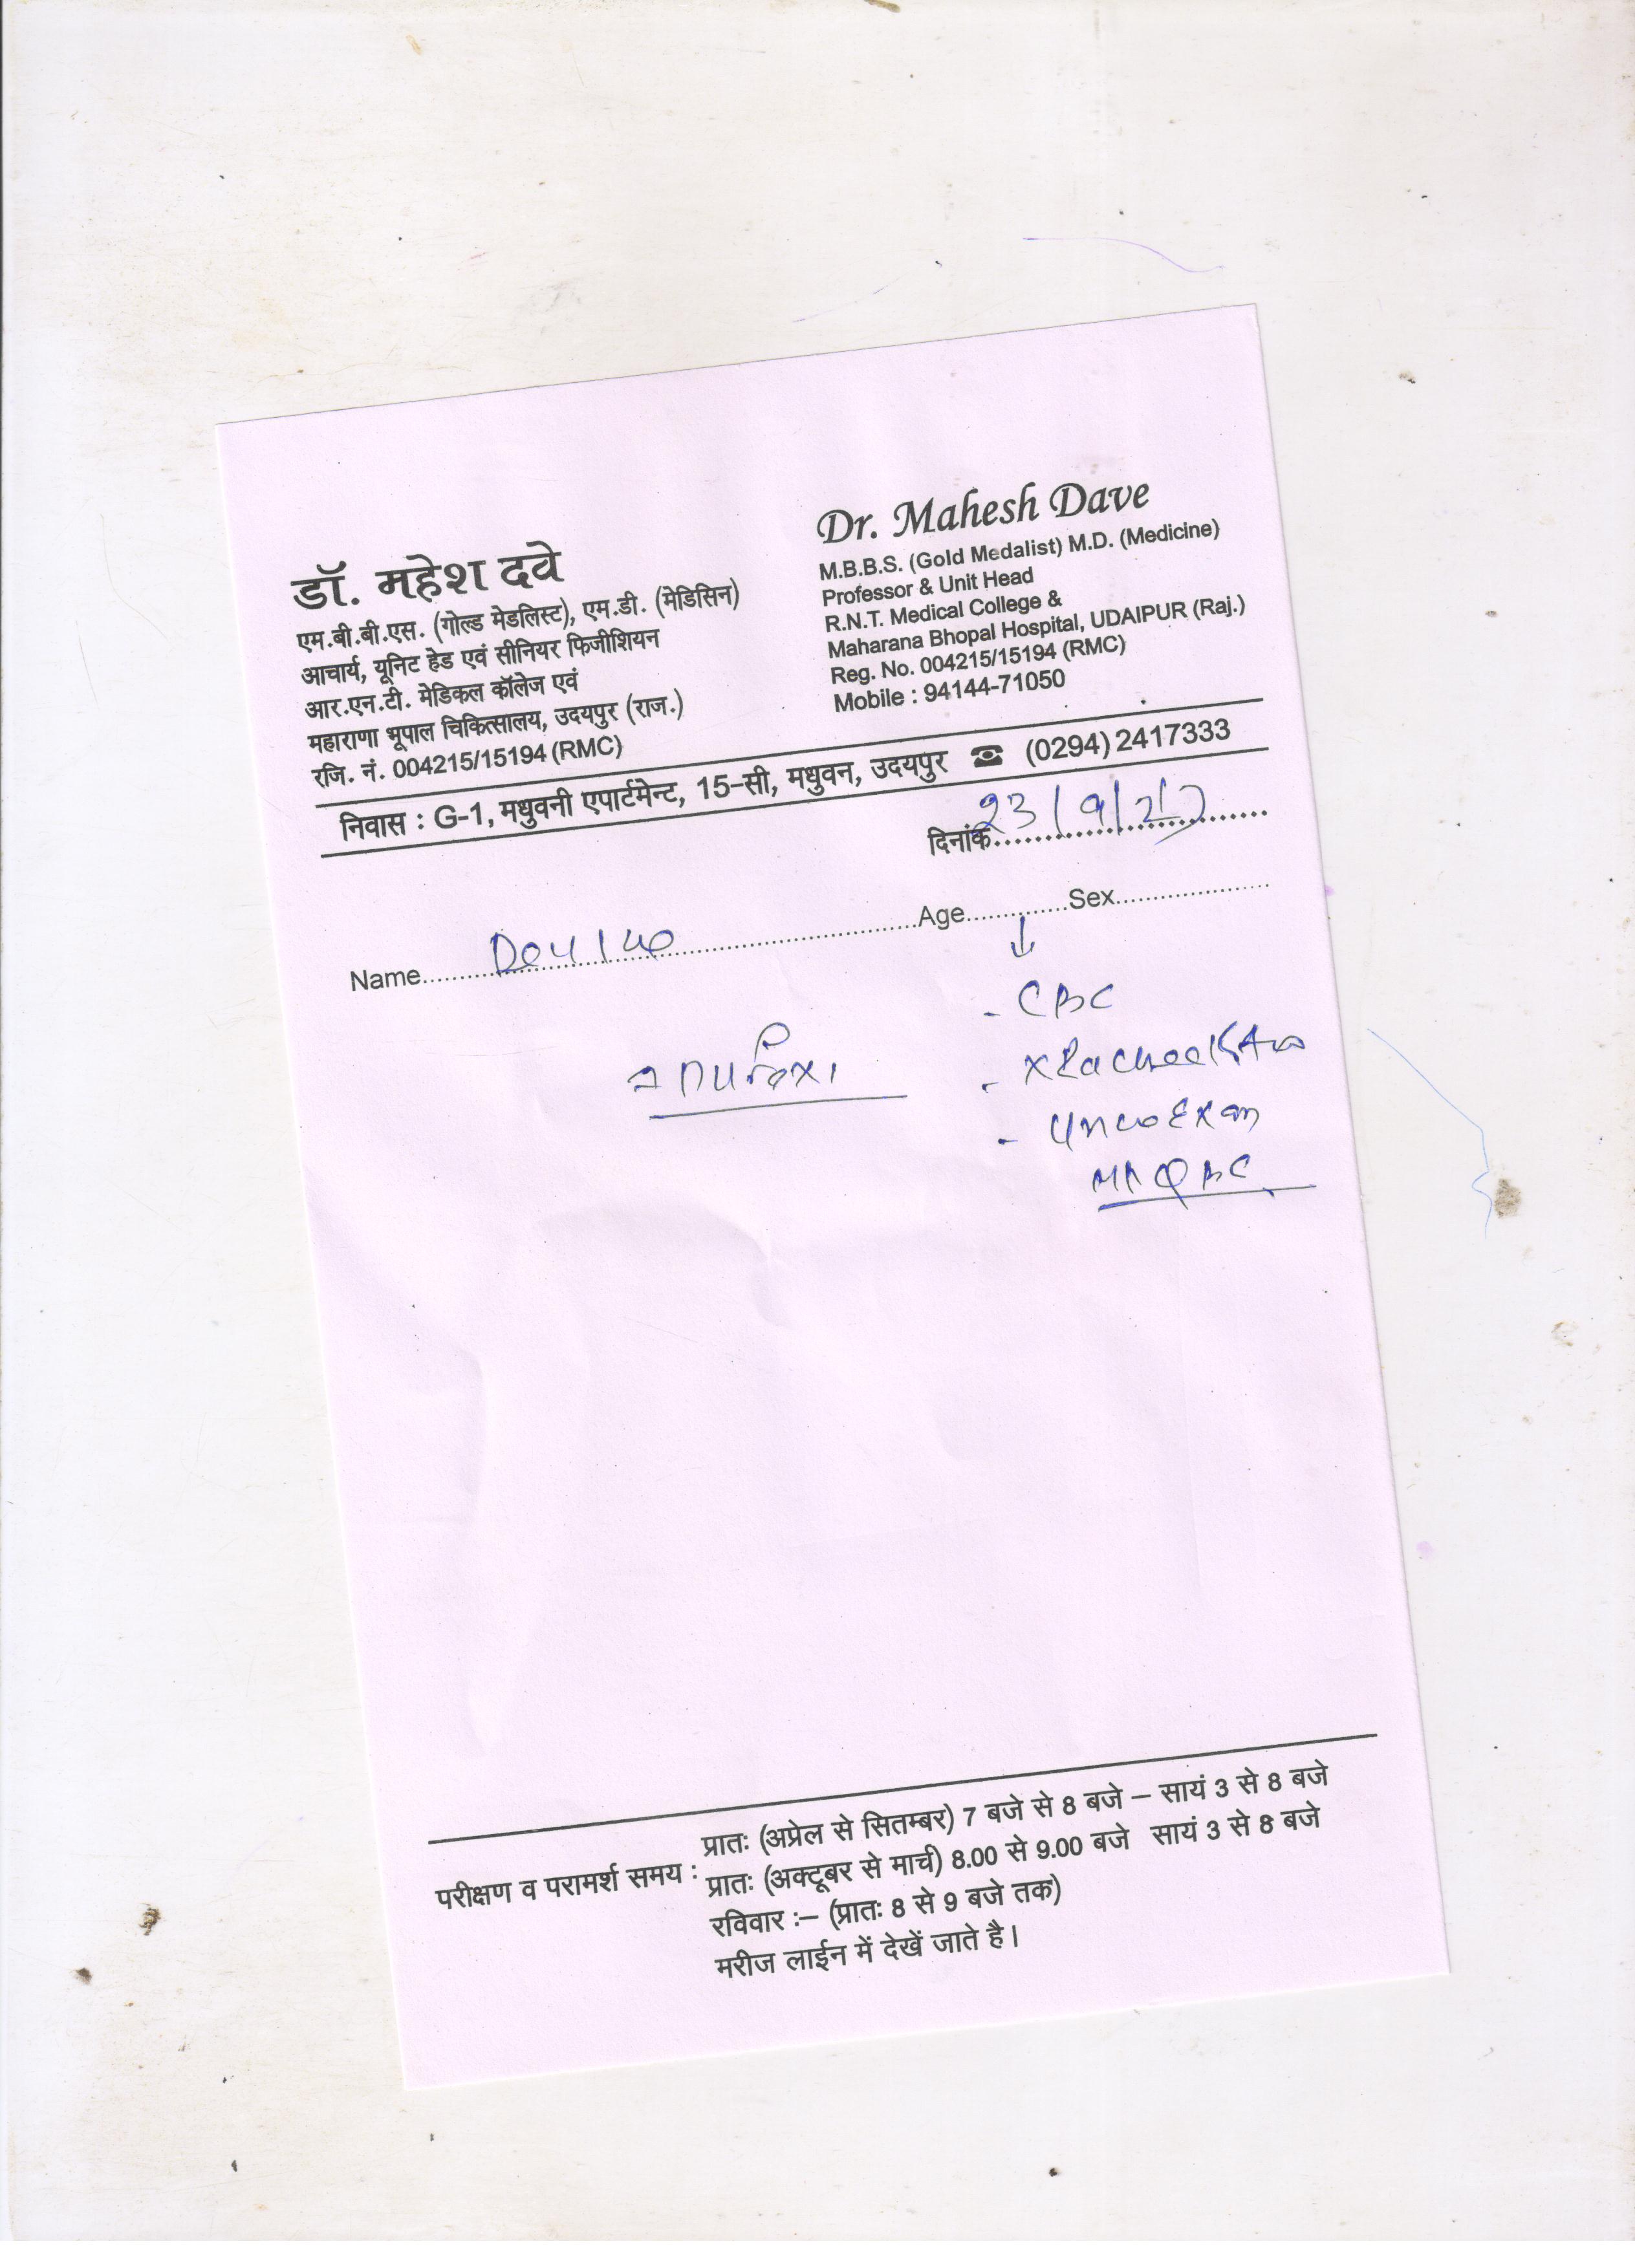 डॉ. महेश दवे
एम.बी.बी.एस. (गोल्ड मेडलिस्ट), एम.डी. (मेडिसिन)
आचार्य, यूनिट हेड एवं सीनियर फिजीशियन
आर.एन.टी. मेडिकल कॉलेज एवं
महाराणा भूपाल चिकित्सालय, उदयपुर (राज.)
रजि. नं. 004215/15194 (RMC)
Dr. Mahesh Dave
M.B.B.S. (Gold Medalist) M.D. (Medicine)
Professor & Unit Head
R.N.T. Medical College &
Maharana Bhopal Hospital, UDAIPUR (Raj.)
Reg. No. 004215/15194 (RMC)
Mobile : 94144-71050
निवास : G-1, मधुवनी एपार्टमेन्ट, 15-सी, मधुवन, उदयपुर ☎ (0294) 2417333
दिनांक 23/9/
Name Age Sex
- CBC
परीक्षण व परामर्श समय :
प्रातः (अप्रेल से सितम्बर) 7 बजे से 8 बजे – सायं 3 से 8 बजे
प्रातः (अक्टूबर से मार्च) 8.00 से 9.00 बजे सायं 3 से 8 बजे
रविवार :– (प्रातः 8 से 9 बजे तक)
मरीज लाईन में देखें जाते है।